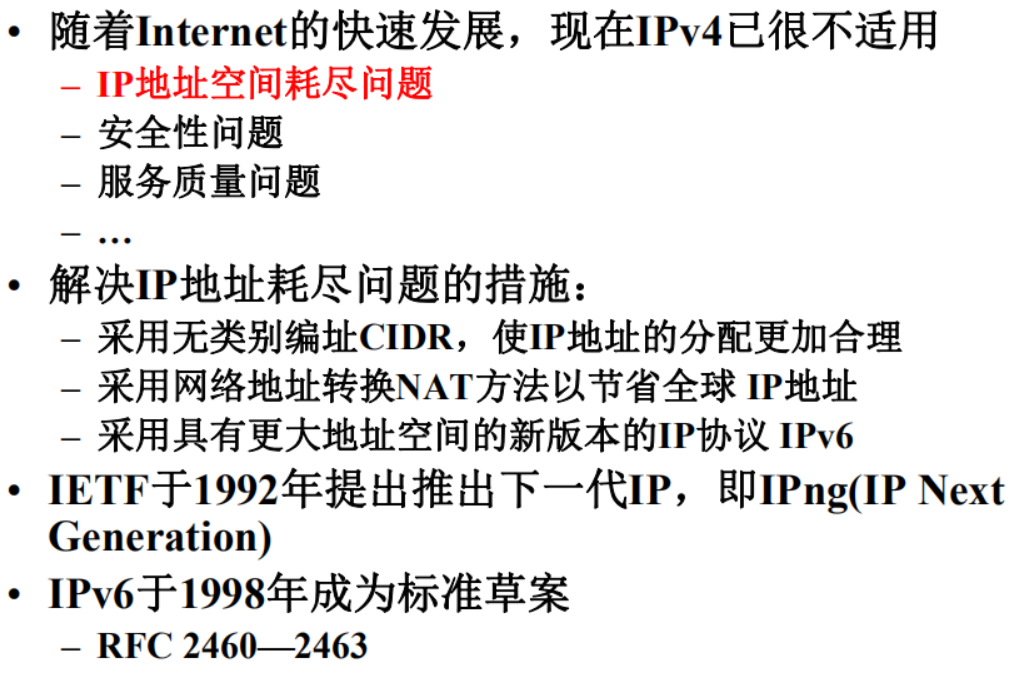 • 随着Internet的快速发展，现在IPv4已很不适用
– IP地址空间耗尽问题
– 安全性问题
– 服务质量问题
– …
• 解决IP地址耗尽问题的措施：
– 采用无类别编址CIDR，使IP地址的分配更加合理
– 采用网络地址转换NAT方法以节省全球 IP地址
– 采用具有更大地址空间的新版本的IP协议 IPv6
• IETF于1992年提出推出下一代IP，即IPng(IP Next
Generation)
• IPv6于1998年成为标准草案
– RFC 2460—2463